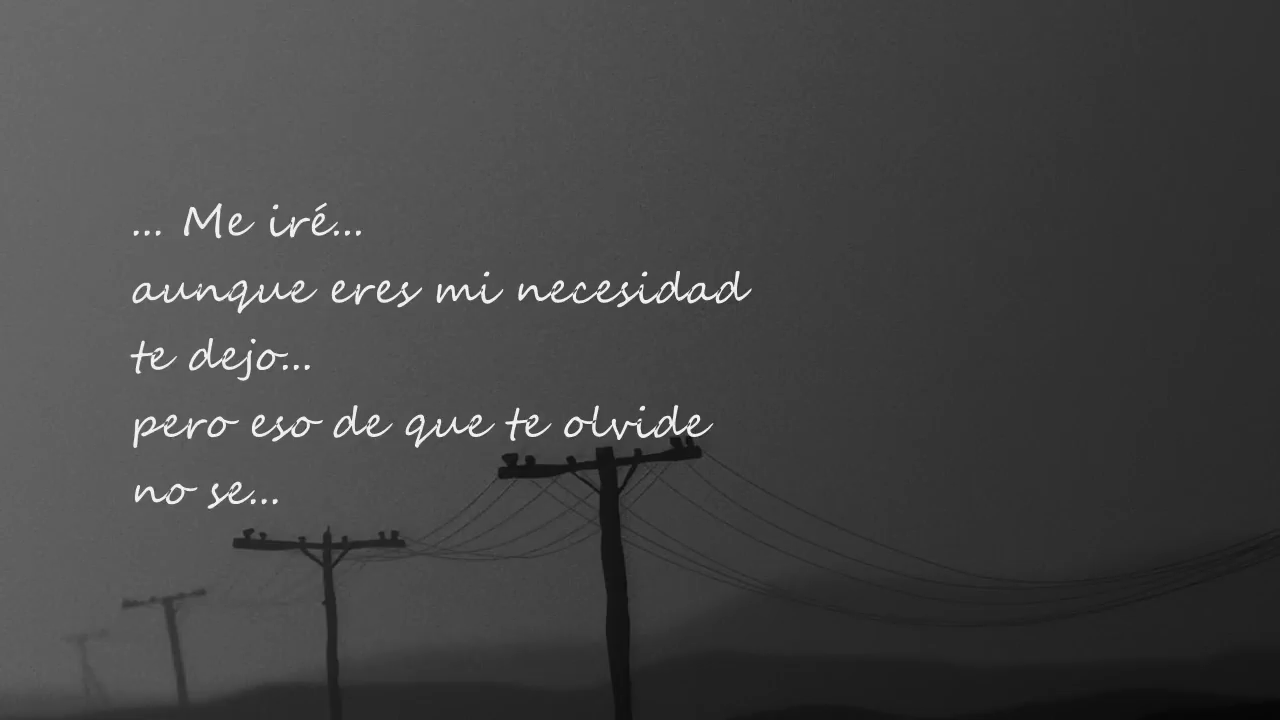 ... Me iré...
aunque eres mi necesidad
te dejo...
pero eso de que te olvide
no se...